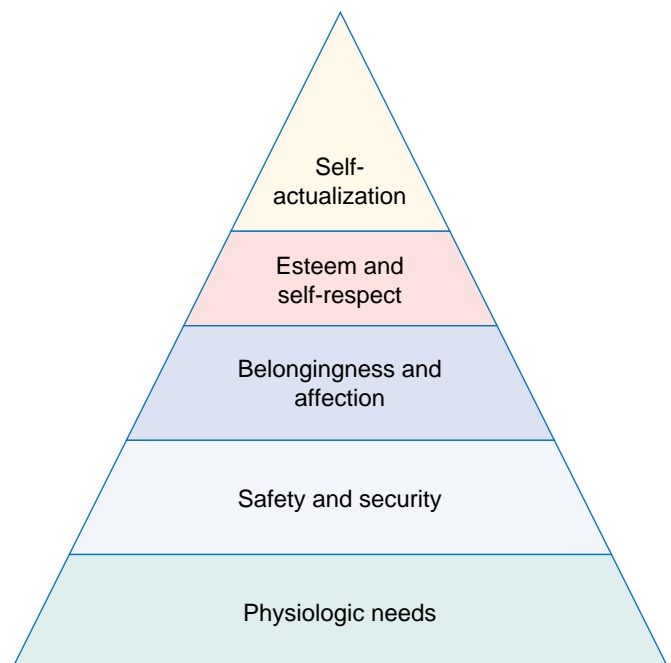 Self-
actualization
Esteem and
self-respect
Belongingness and
affection
Safety and security
Physiologic needs